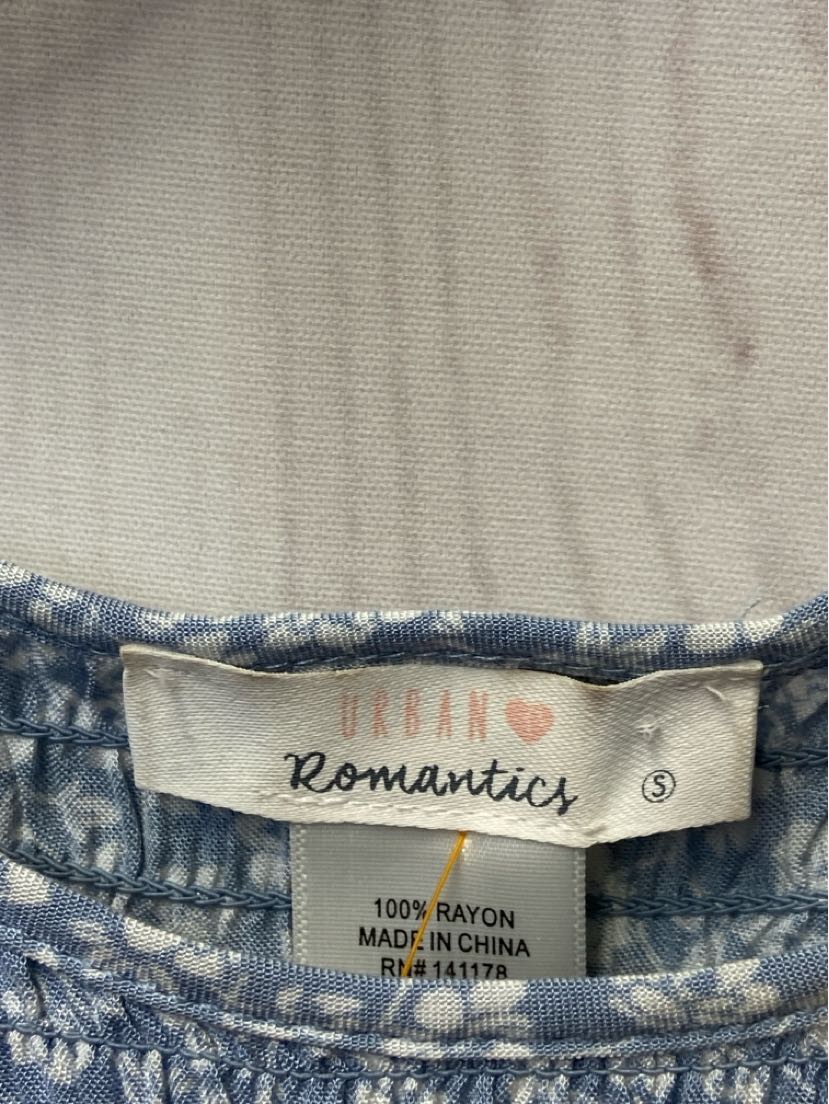 URBAN
Romantics
S
100% RAYON
MADE IN CHINA
RN# 141178